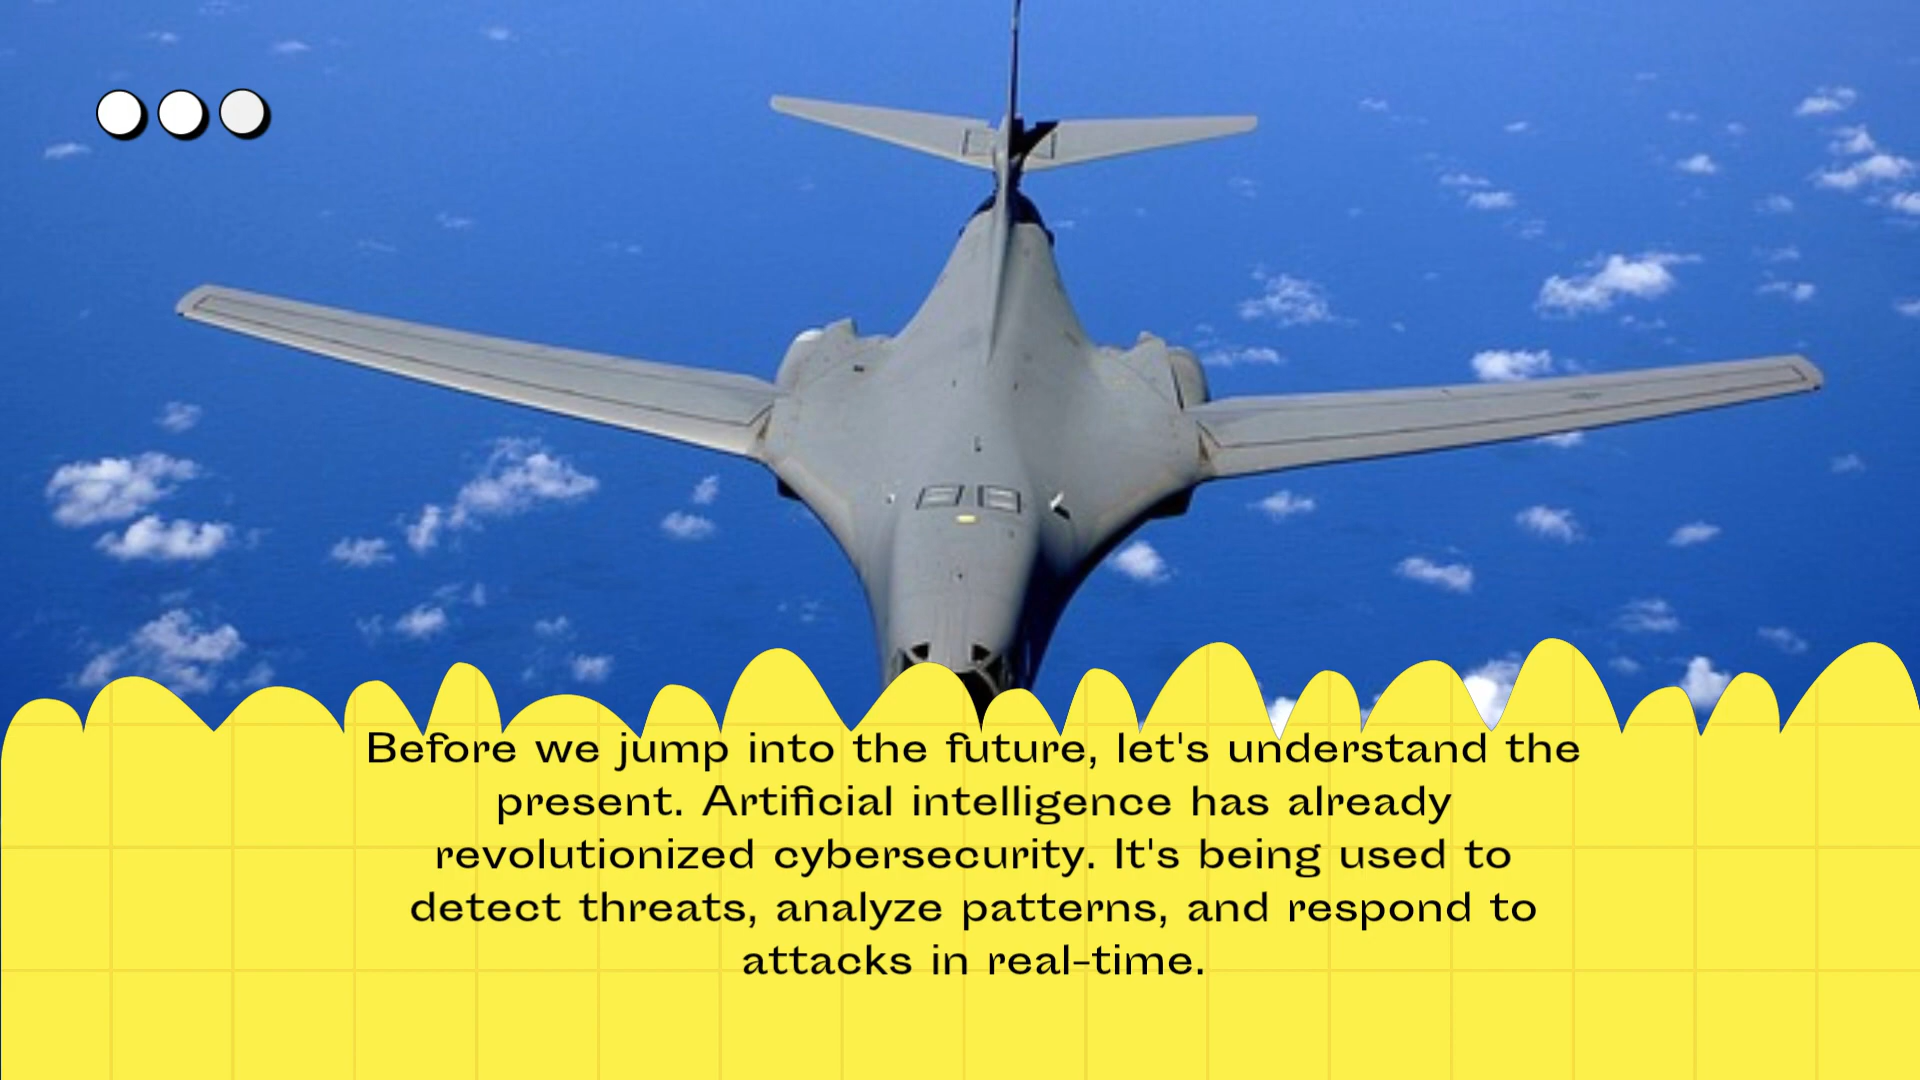 Before we jump into the future, let's understand the
present. Artificial intelligence has already
revolutionized cybersecurity. It's being used to
detect threats, analyze patterns, and respond to
attacks in real-time.